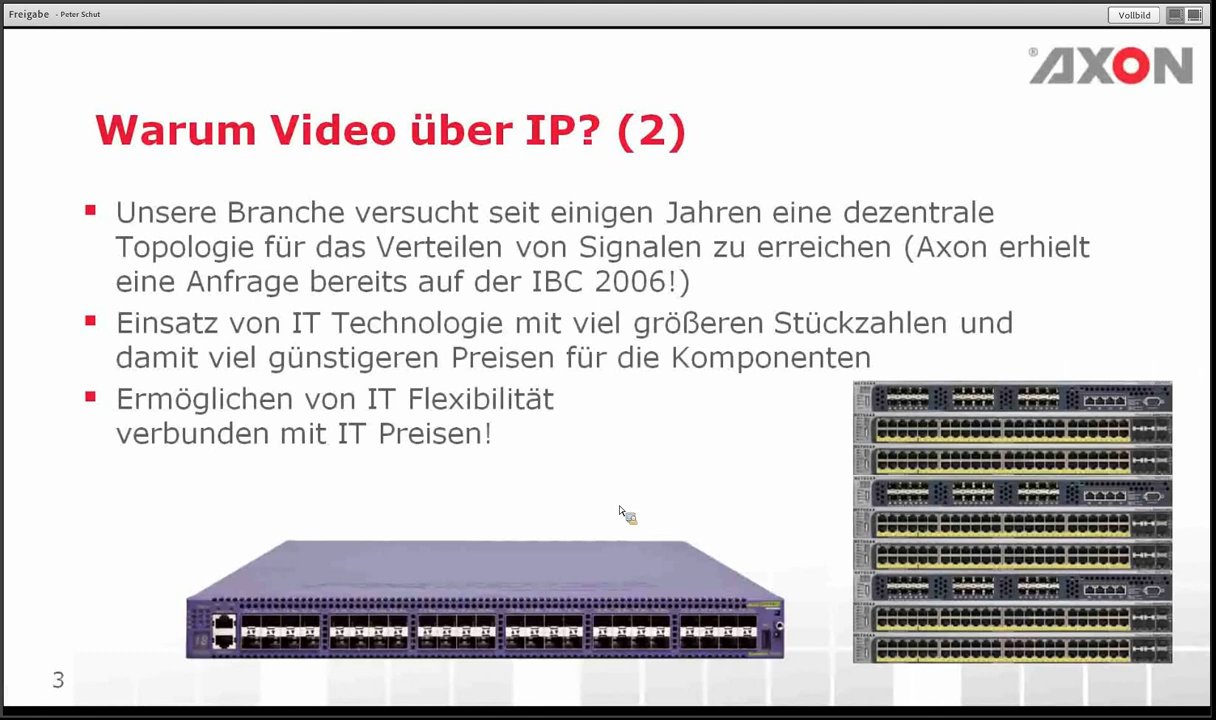 Freigabe - Peter Schut
Vollbild
® AXON
Warum Video über IP? (2)
Unsere Branche versucht seit einigen Jahren eine dezentrale
Topologie für das Verteilen von Signalen zu erreichen (Axon erhielt
eine Anfrage bereits auf der IBC 2006!)
Einsatz von IT Technologie mit viel größeren Stückzahlen und
damit viel günstigeren Preisen für die Komponenten
Ermöglichen von IT Flexibilität
verbunden mit IT Preisen!
3